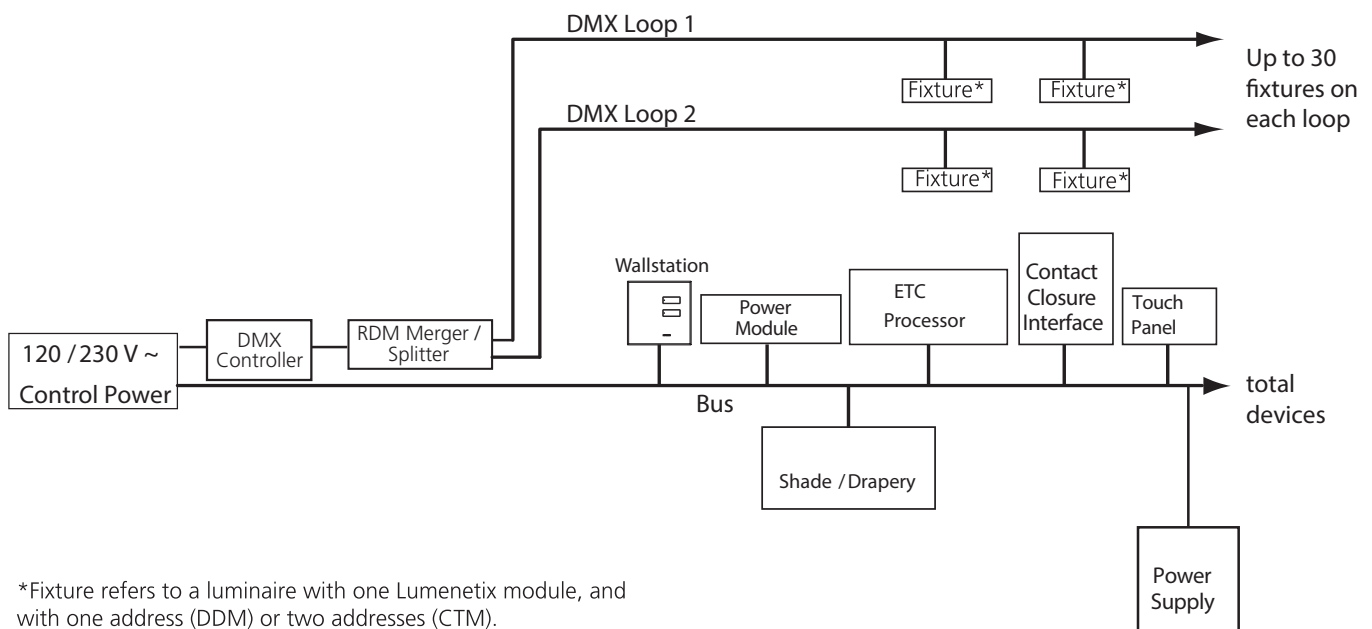 DMX Loop 1
Up to 30
fixtures on
each loop
Fixture*
Fixture*
DMX Loop 2
Fixture*
Fixture*
Wallstation
Power
Module
ETC
Processor
Contact
Closure
Interface
Touch
Panel
120 / 230 V ~
Control Power
DMX
Controller
RDM Merger /
Splitter
Bus
total
devices
Shade / Drapery
Power
Supply
*Fixture refers to a luminaire with one Lumenetix module, and
with one address (DDM) or two addresses (CTM).